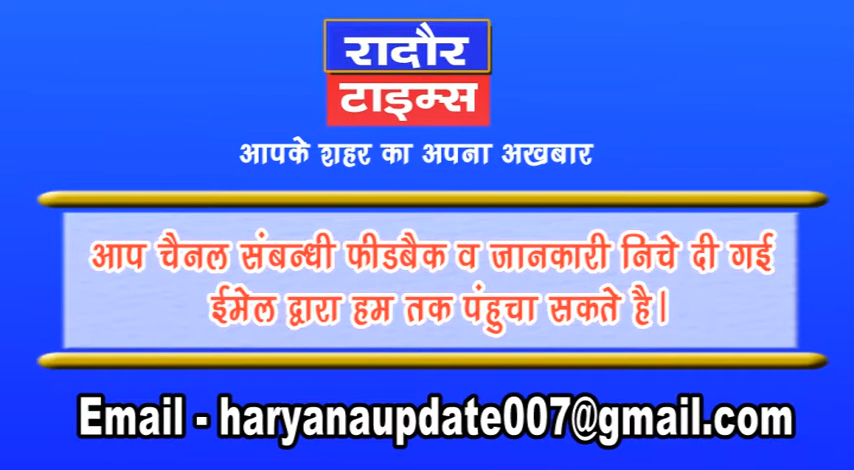 रादौर
टाइम्स
आपके शहर का अपना अखबार
आप चैनल संबन्धी फीडबैक व जानकारी निचे दी गई
ईमेल द्वारा हम तक पंहुचा सकते है।
Email - haryanaupdate007@gmail.com